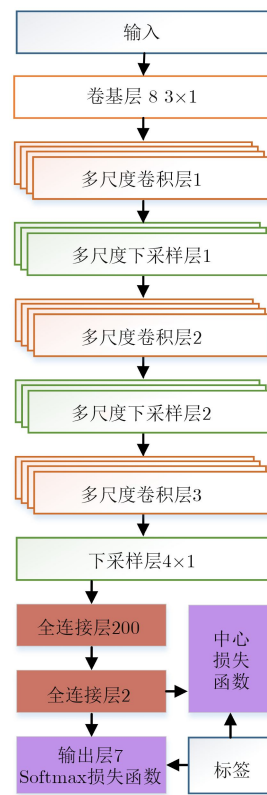 输入
卷基层 8 3×1
多尺度卷积层1
多尺度下采样层1
多尺度卷积层2
多尺度下采样层2
多尺度卷积层3
下采样层4×1
全连接层200
中心
损失
函数
全连接层2
输出层7
Softmax损失函数
标签